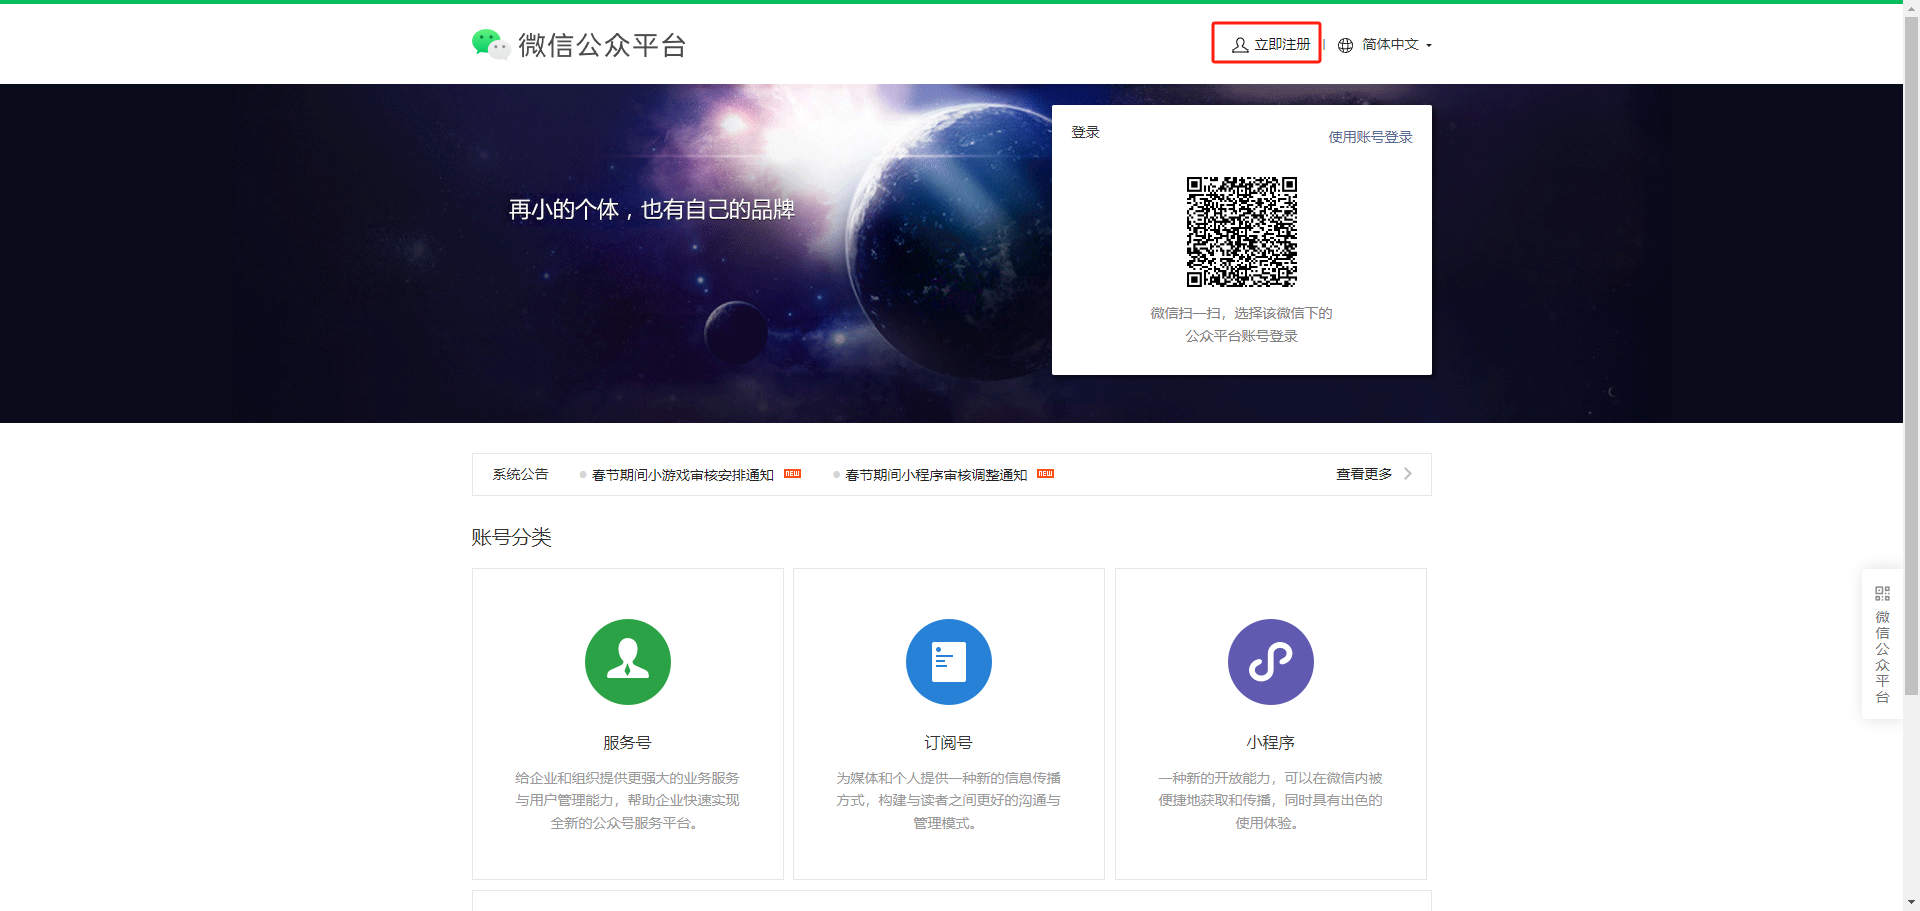 微信公众平台
立即注册
简体中文
登录
使用账号登录
再小的个体，也有自己的品牌
微信扫一扫，选择该微信下的
公众平台账号登录
系统公告
春节期间小游戏审核安排通知 NEW
春节期间小程序审核调整通知 NEW
查看更多
账号分类
服务号
给企业和组织提供更强大的业务服务
与用户管理能力，帮助企业快速实现
全新的公众号服务平台。
订阅号
为媒体和个人提供一种新的信息传播
方式，构建与读者之间更好的沟通与
管理模式。
小程序
一种新的开放能力，可以在微信内被
便捷地获取和传播，同时具有出色的
使用体验。
微信公众平台